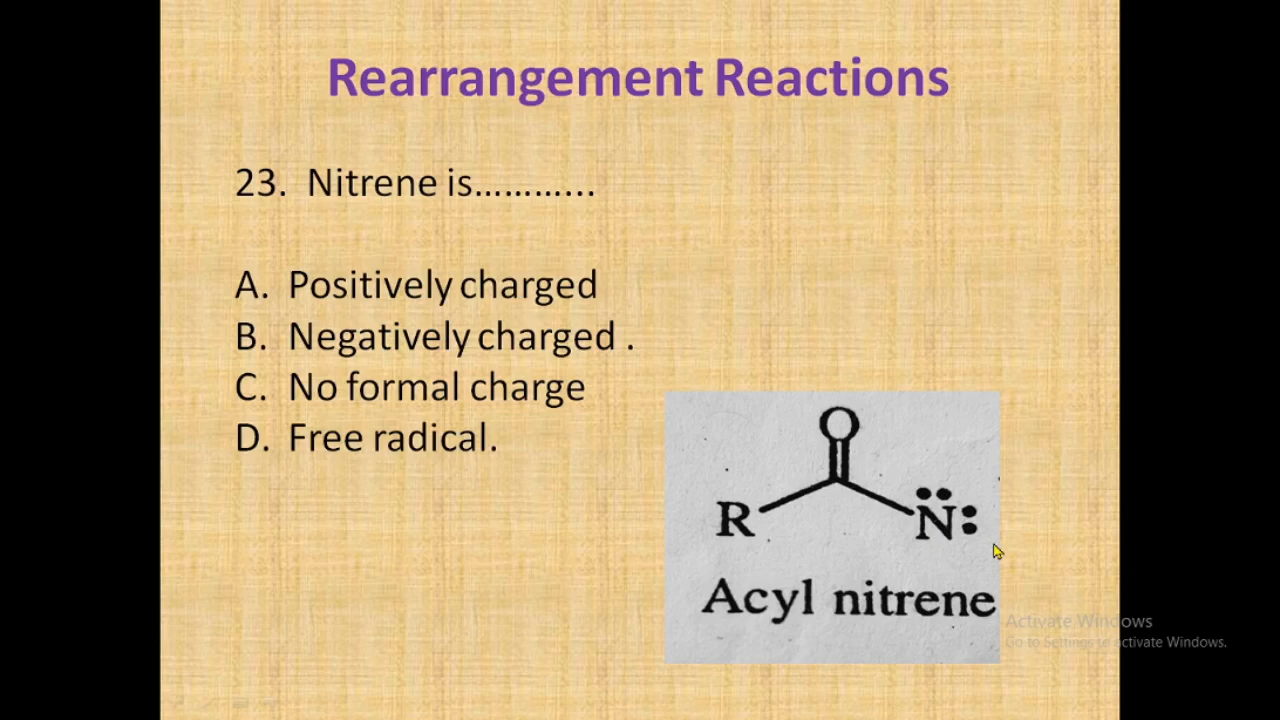 Rearrangement Reactions
23. Nitrene is………...
A. Positively charged
B. Negatively charged .
C. No formal charge
D. Free radical.
O
R N
Acyl nitrene
Activate Windows
Go to Settings to activate Windows.